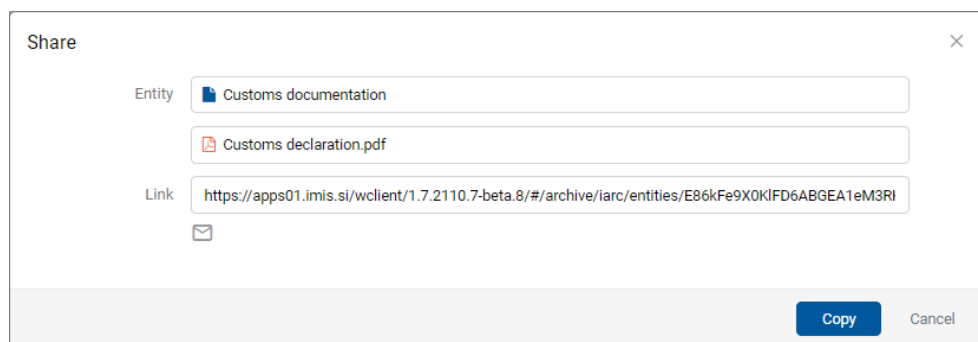 Share
Entity
Customs documentation
Customs declaration.pdf
Link
https://apps01.imis.si/wclient/1.7.2110.7-beta.8/#/archive/iarc/entities/E86kFe9X0KlFD6ABGEA1eM3R
Copy Cancel